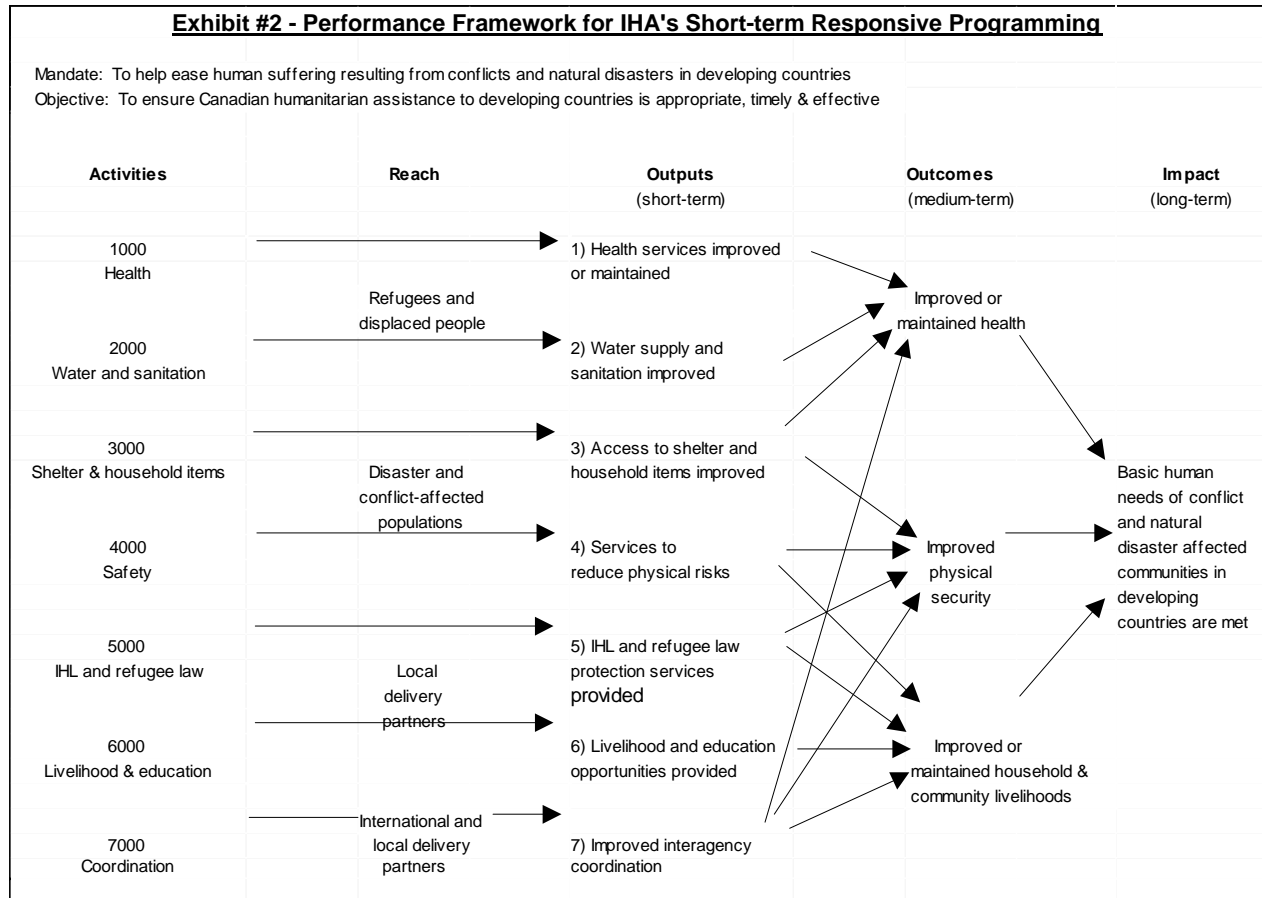 Exhibit #2 - Performance Framework for IHA's Short-term Responsive Programming
Mandate: To help ease human suffering resulting from conflicts and natural disasters in developing countries
Objective: To ensure Canadian humanitarian assistance to developing countries is appropriate, timely & effective
Activities
Reach
Outputs
(short-term)
Outcomes
(medium-term)
Impact
(long-term)
1000
Health
2000
Water and sanitation
3000
Shelter & household items
4000
Safety
5000
IHL and refugee law
6000
Livelihood & education
7000
Coordination
Refugees and
displaced people
Disaster and
conflict-affected
populations
Local
delivery
partners
International and
local delivery
partners
1) Health services improved
or maintained
2) Water supply and
sanitation improved
3) Access to shelter and
household items improved
4) Services to
reduce physical risks
5) IHL and refugee law
protection services
provided
6) Livelihood and education
opportunities provided
7) Improved interagency
coordination
Improved or
maintained health
Improved
physical
security
Improved or
maintained household &
community livelihoods
Basic human
needs of conflict
and natural
disaster affected
communities in
developing
countries are met